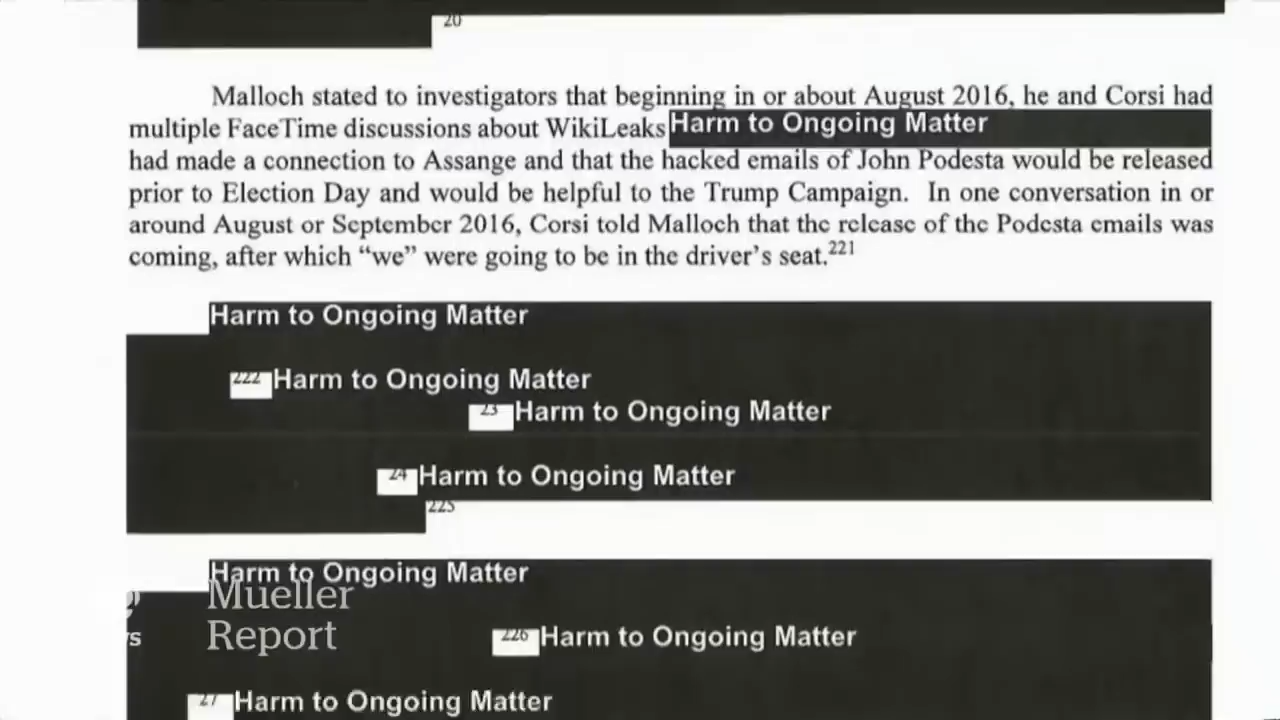 20
Malloch stated to investigators that beginning in or about August 2016, he and Corsi had
multiple FaceTime discussions about WikiLeaks Harm to Ongoing Matter
had made a connection to Assange and that the hacked emails of John Podesta would be released
prior to Election Day and would be helpful to the Trump Campaign. In one conversation in or
around August or September 2016, Corsi told Malloch that the release of the Podesta emails was
coming, after which “we” were going to be in the driver’s seat.221
Harm to Ongoing Matter
222 Harm to Ongoing Matter
23 Harm to Ongoing Matter
24 Harm to Ongoing Matter
225
Harm to Ongoing Matter
Mueller
Report
226 Harm to Ongoing Matter
27 Harm to Ongoing Matter